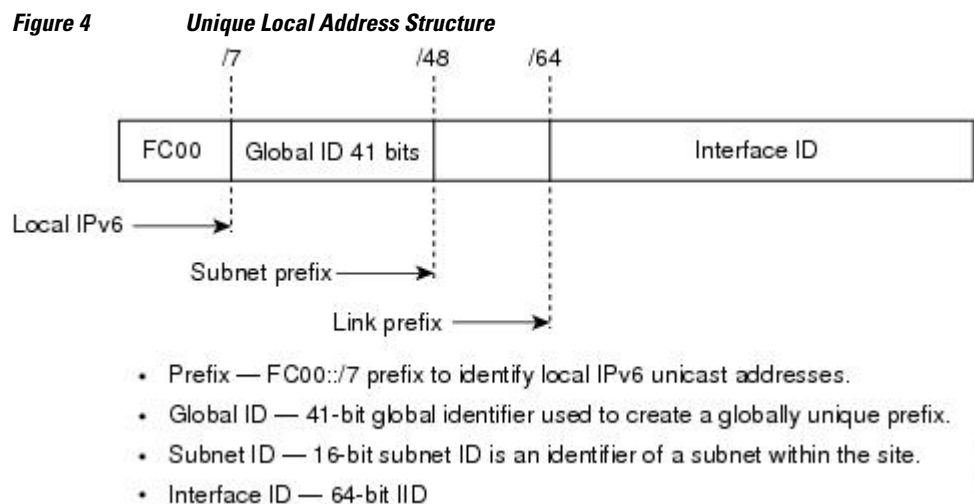 Figure 4 Unique Local Address Structure
/7 /48 /64
FC00 Global ID 41 bits Interface ID
Local IPv6
Subnet prefix
Link prefix
• Prefix — FC00::/7 prefix to identify local IPv6 unicast addresses.
• Global ID — 41-bit global identifier used to create a globally unique prefix.
• Subnet ID — 16-bit subnet ID is an identifier of a subnet within the site.
• Interface ID — 64-bit IID